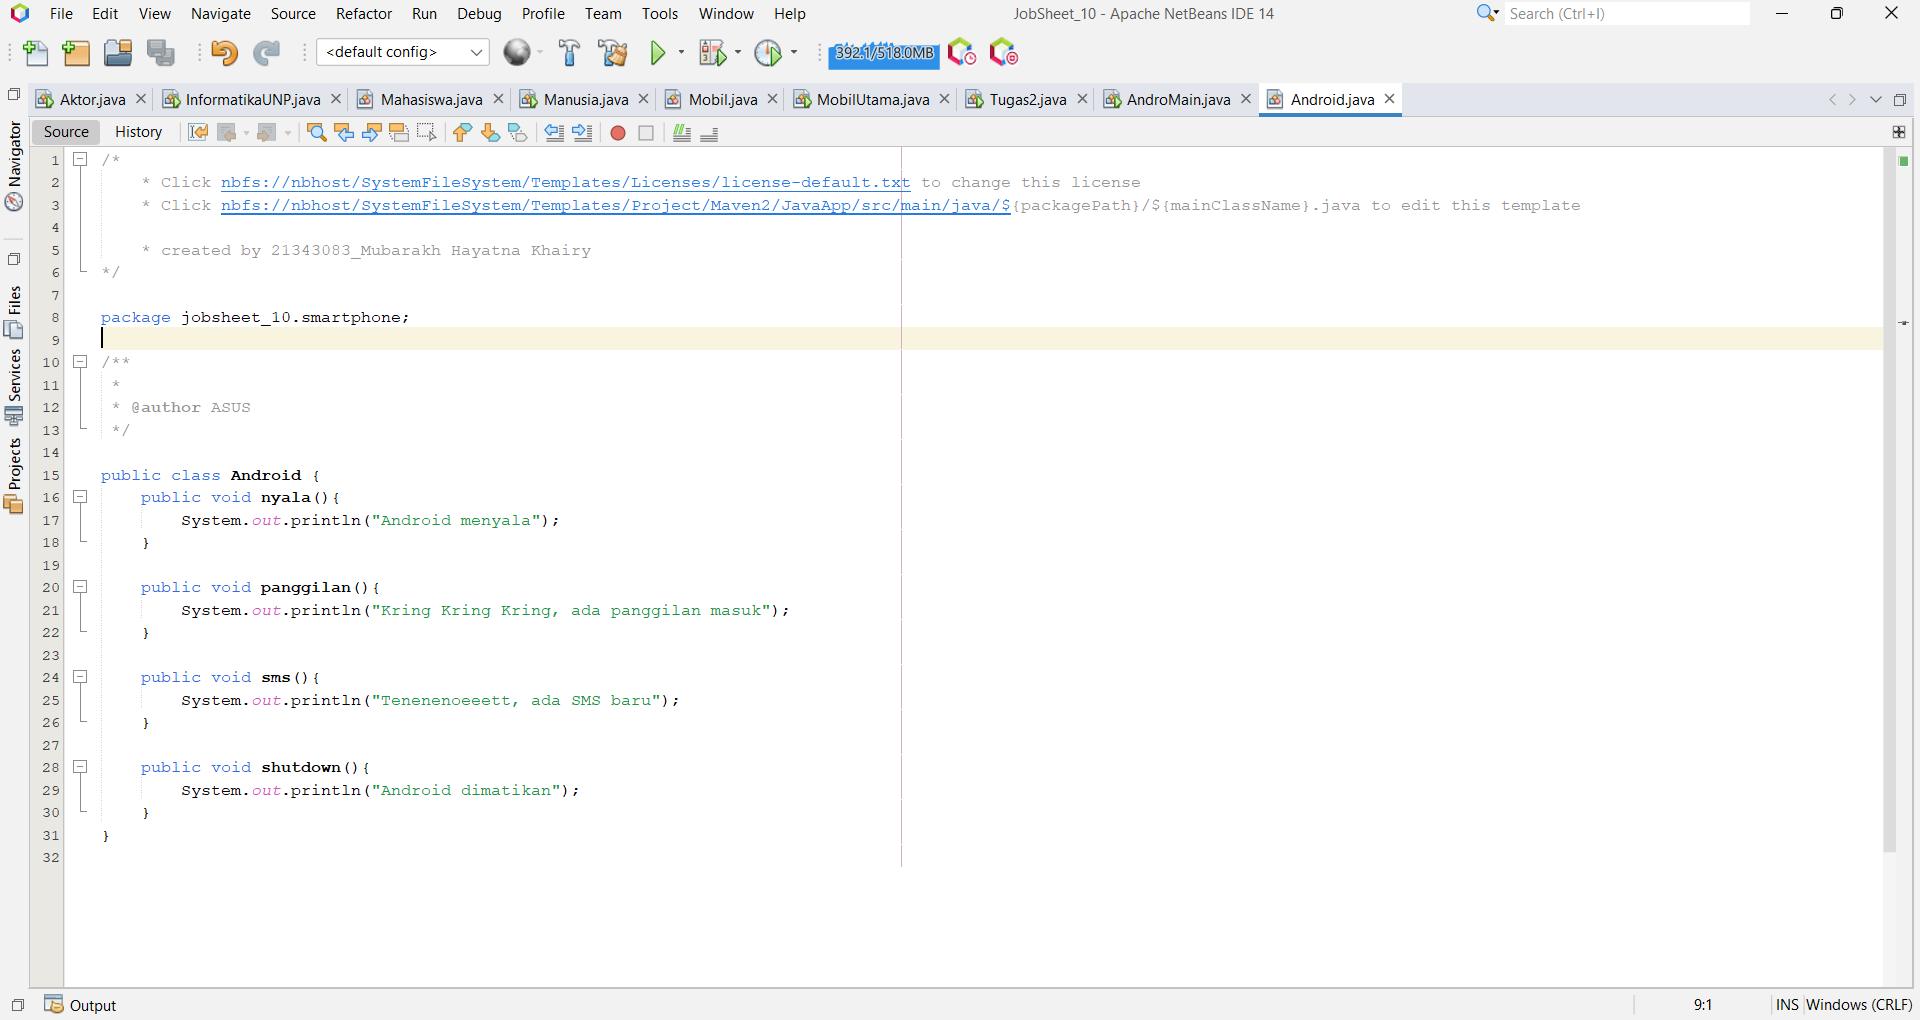 File Edit View Navigate Source Refactor Run Debug Profile Team Tools Window Help JobSheet_10 - Apache NetBeans IDE 14 Search (Ctrl+I)
<default config> 392.1/518.0MB
Aktor.java InformatikaUNP.java Mahasiswa.java Manusia.java Mobil.java MobilUtama.java Tugas2.java AndroMain.java Android.java
Source History
Navigator
Files
Services
Projects
1 /*
2 * Click nbfs://nbhost/SystemFileSystem/Templates/Licenses/license-default.txt to change this license
3 * Click nbfs://nbhost/SystemFileSystem/Templates/Project/Maven2/JavaApp/src/main/java/${packagePath}/${mainClassName}.java to edit this template
4
5 * created by 21343083_Mubarakh Hayatna Khairy
6 */
7
8 package jobsheet_10.smartphone;
9
10 /**
11 *
12 * @author ASUS
13 */
14
15 public class Android {
16 public void nyala(){
17 System.out.println("Android menyala");
18 }
19
20 public void panggilan(){
21 System.out.println("Kring Kring Kring, ada panggilan masuk");
22 }
23
24 public void sms(){
25 System.out.println("Tenenenoeeett, ada SMS baru");
26 }
27
28 public void shutdown(){
29 System.out.println("Android dimatikan");
30 }
31 }
32
Output 9:1 INS Windows (CRLF)